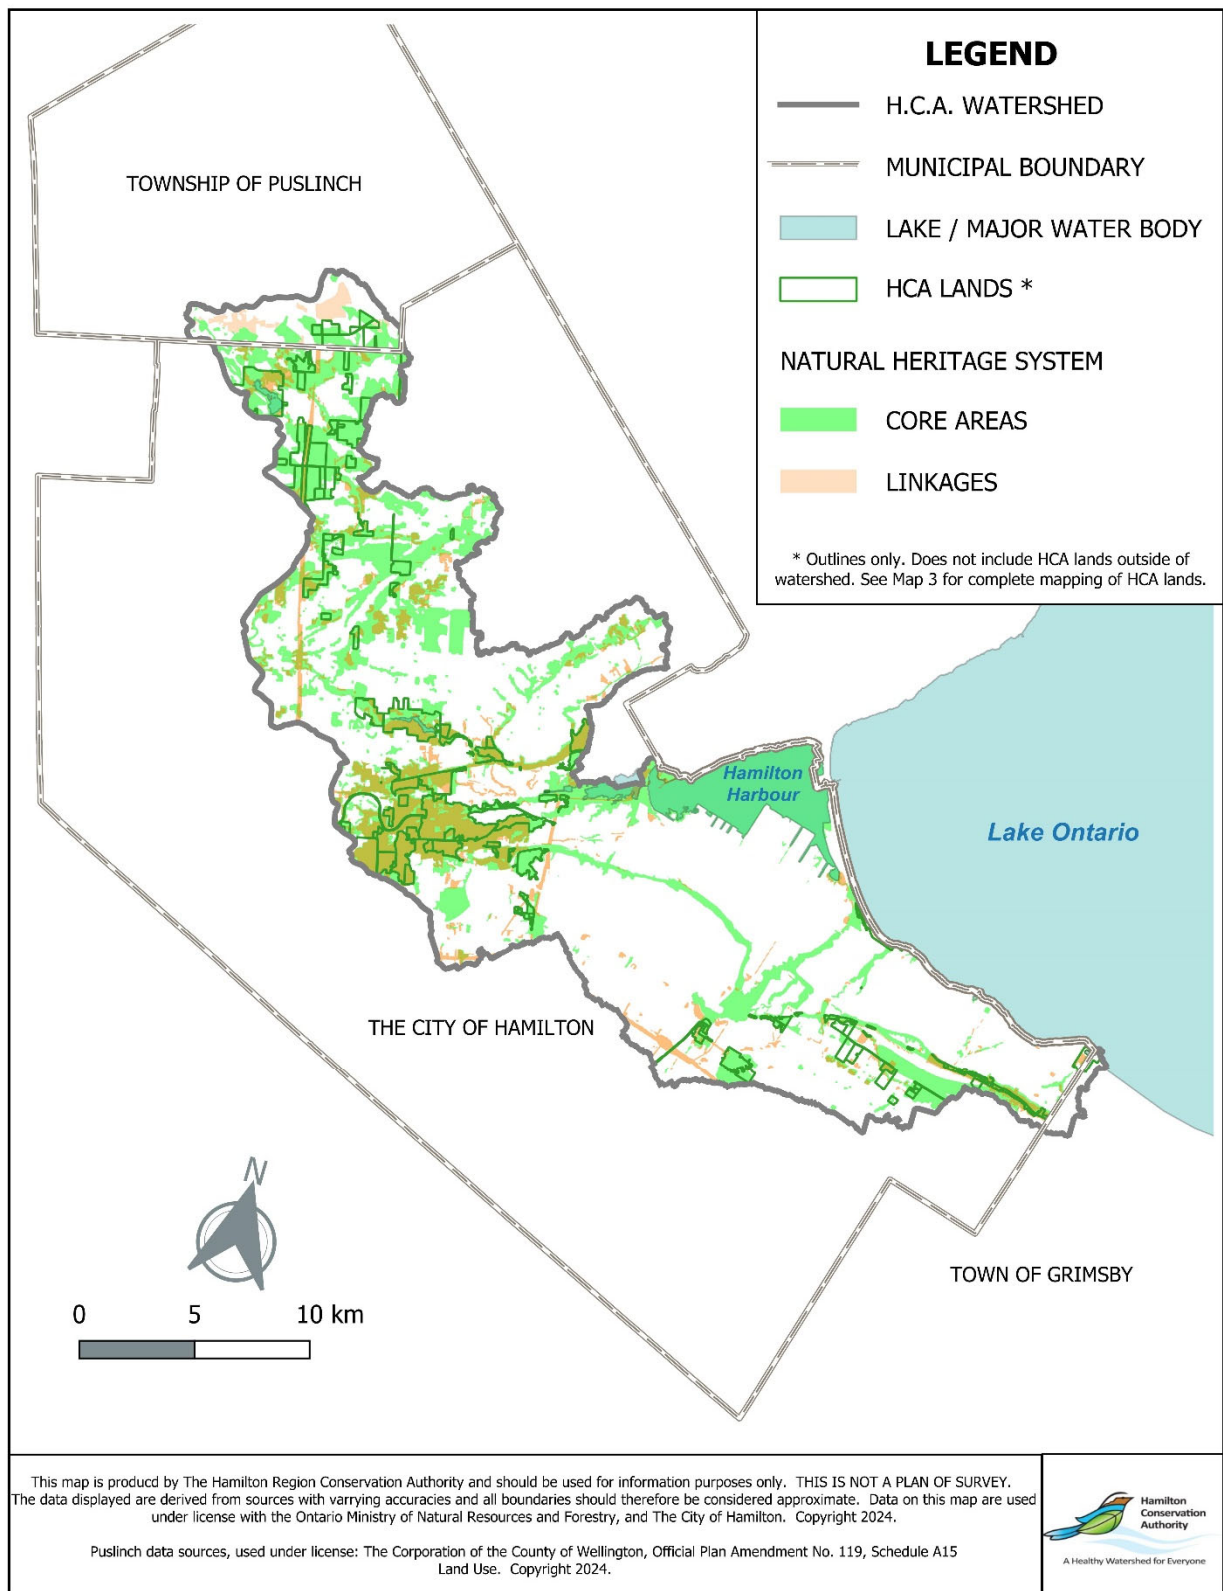 LEGEND
H.C.A. WATERSHED
MUNICIPAL BOUNDARY
LAKE / MAJOR WATER BODY
HCA LANDS *
NATURAL HERITAGE SYSTEM
CORE AREAS
LINKAGES
* Outlines only. Does not include HCA lands outside of
watershed. See Map 3 for complete mapping of HCA lands.
TOWNSHIP OF PUSLINCH
Hamilton
Harbour
Lake Ontario
THE CITY OF HAMILTON
TOWN OF GRIMSBY
N
0 5 10 km
This map is producd by The Hamilton Region Conservation Authority and should be used for information purposes only. THIS IS NOT A PLAN OF SURVEY.
The data displayed are derived from sources with varrying accuracies and all boundaries should therefore be considered approximate. Data on this map are used
under license with the Ontario Ministry of Natural Resources and Forestry, and The City of Hamilton. Copyright 2024.
Puslinch data sources, used under license: The Corporation of the County of Wellington, Official Plan Amendment No. 119, Schedule A15
Land Use. Copyright 2024.
Hamilton
Conservation
Authority
A Healthy Watershed for Everyone